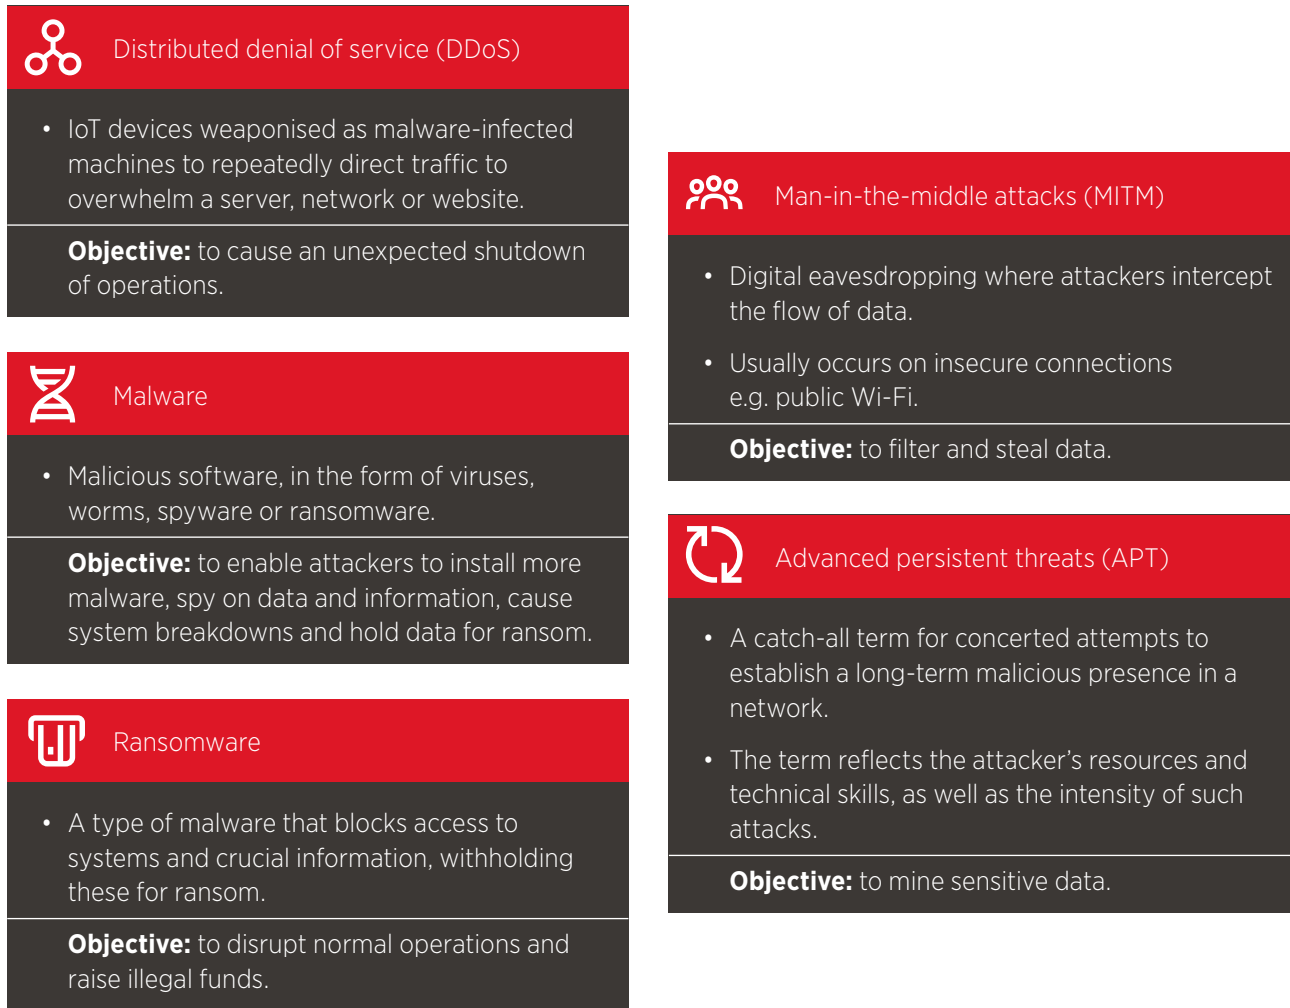 Distributed denial of service (DDoS)
• IoT devices weaponised as malware-infected
machines to repeatedly direct traffic to
overwhelm a server, network or website.
Objective: to cause an unexpected shutdown
of operations.
Malware
• Malicious software, in the form of viruses,
worms, spyware or ransomware.
Objective: to enable attackers to install more
malware, spy on data and information, cause
system breakdowns and hold data for ransom.
Ransomware
• A type of malware that blocks access to
systems and crucial information, withholding
these for ransom.
Objective: to disrupt normal operations and
raise illegal funds.
Man-in-the-middle attacks (MITM)
• Digital eavesdropping where attackers intercept
the flow of data.
• Usually occurs on insecure connections
e.g. public Wi-Fi.
Objective: to filter and steal data.
Advanced persistent threats (APT)
• A catch-all term for concerted attempts to
establish a long-term malicious presence in a
network.
• The term reflects the attacker’s resources and
technical skills, as well as the intensity of such
attacks.
Objective: to mine sensitive data.